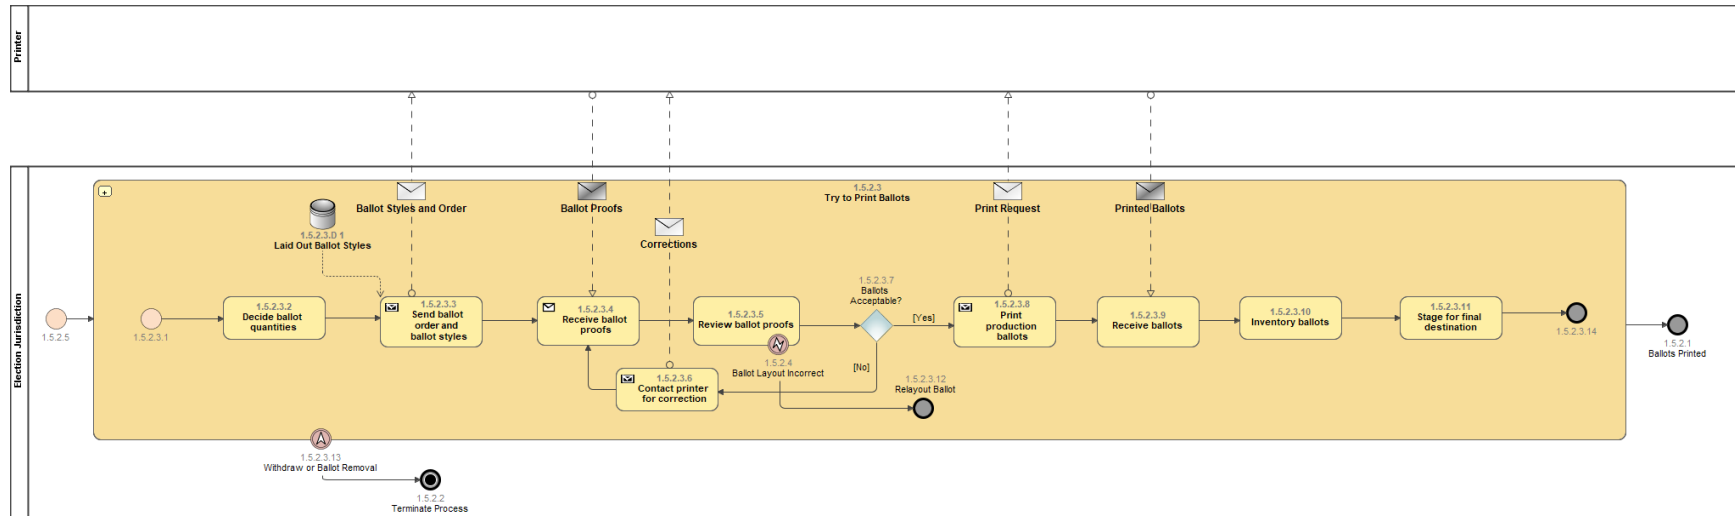 Printer
Election Jurisdiction
1.5.2.3
Try to Print Ballots
Ballot Styles and Order
Ballot Proofs
Corrections
Print Request
Printed Ballots
1.5.2.3.D 1
Laid Out Ballot Styles
1.5.2.5
1.5.2.3.1
1.5.2.3.2
Decide ballot
quantities
1.5.2.3.3
Send ballot
order and
ballot styles
1.5.2.3.4
Receive ballot
proofs
1.5.2.3.5
Review ballot proofs
1.5.2.4
Ballot Layout Incorrect
1.5.2.3.6
Contact printer
for correction
1.5.2.3.7
Ballots
Acceptable?
[Yes]
[No]
1.5.2.3.12
Relayout Ballot
1.5.2.3.8
Print
production
ballots
1.5.2.3.9
Receive ballots
1.5.2.3.10
Inventory ballots
1.5.2.3.11
Stage for final
destination
1.5.2.3.14
1.5.2.1
Ballots Printed
1.5.2.3.13
Withdraw or Ballot Removal
1.5.2.2
Terminate Process